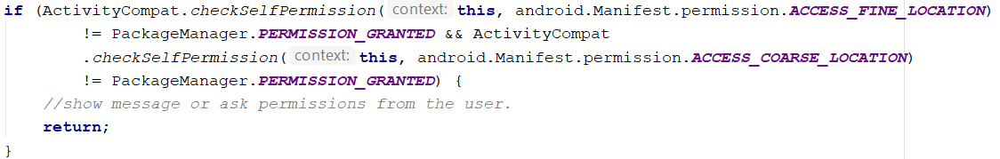 if (ActivityCompat.checkSelfPermission( context: this, android.Manifest.permission.ACCESS_FINE_LOCATION)
!= PackageManager.PERMISSION_GRANTED && ActivityCompat
.checkSelfPermission( context: this, android.Manifest.permission.ACCESS_COARSE_LOCATION)
!= PackageManager.PERMISSION_GRANTED) {
//show message or ask permissions from the user.
return;
}